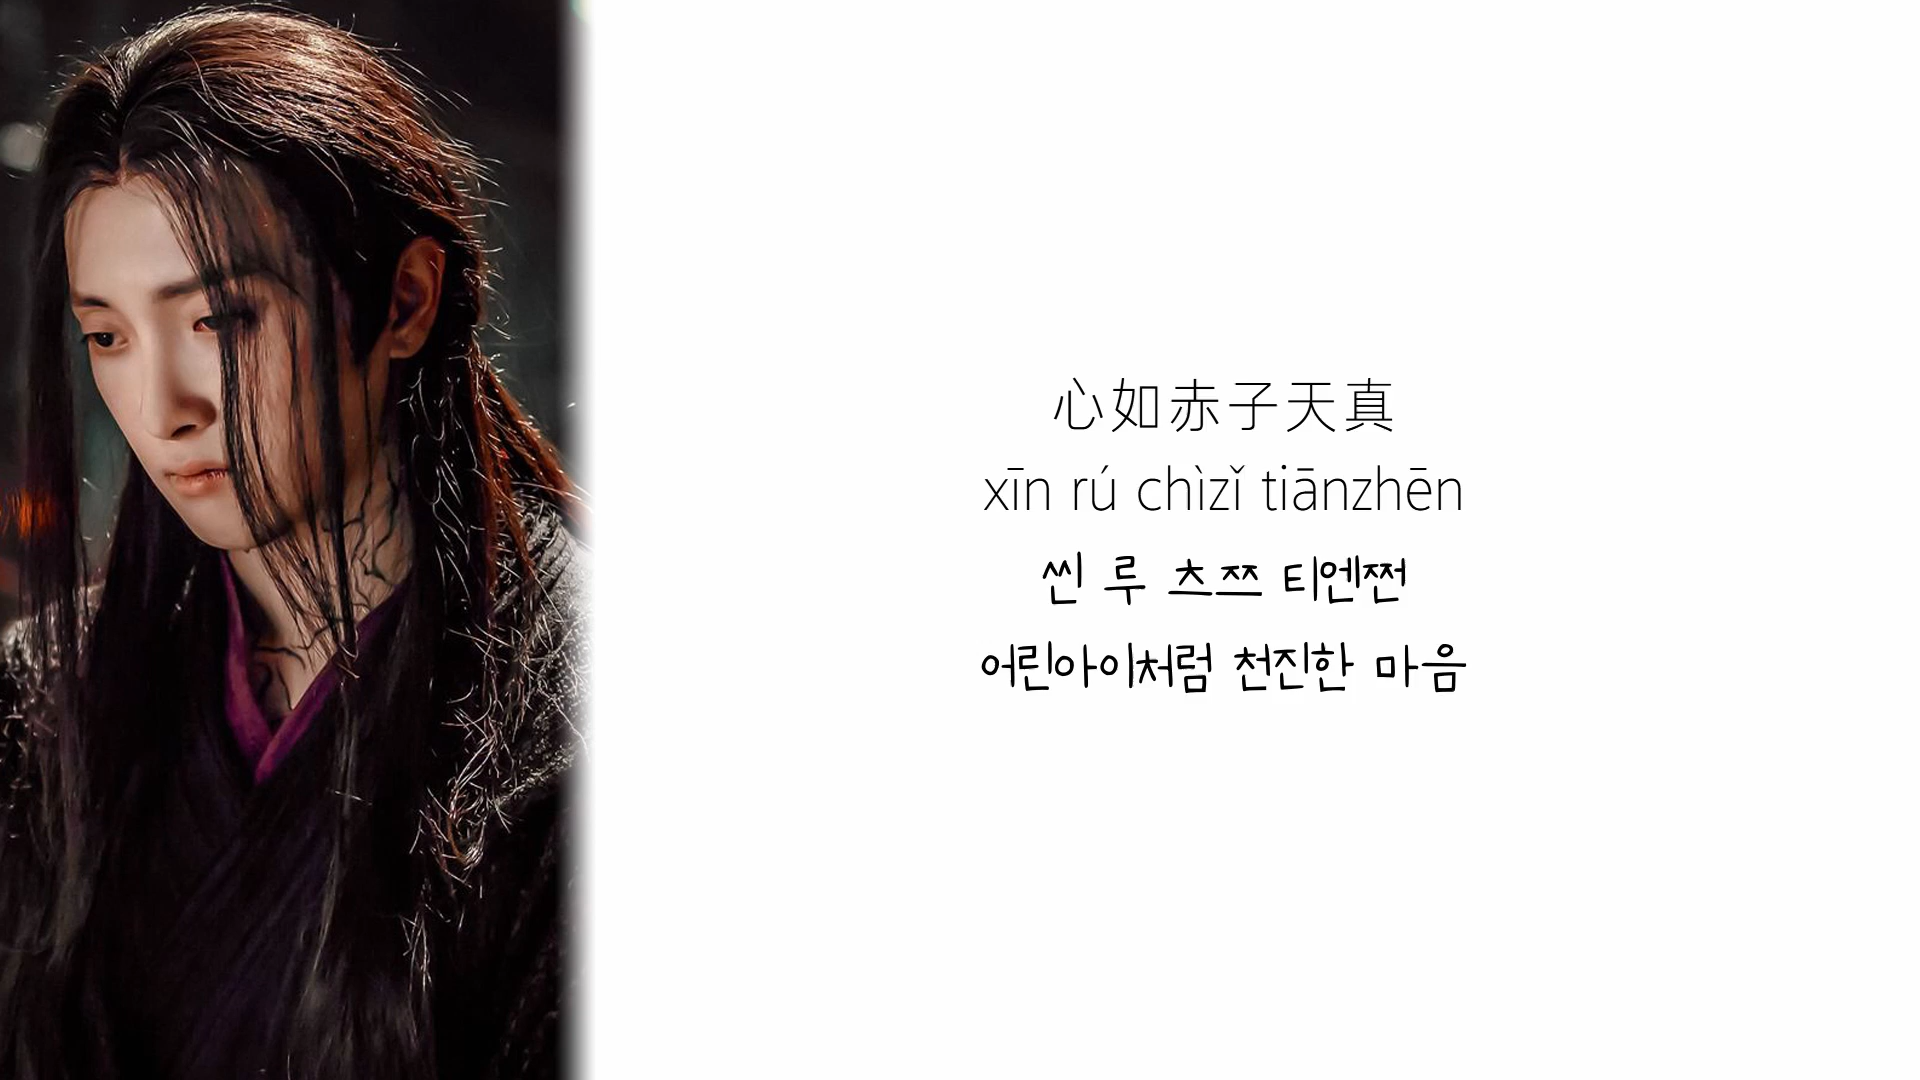 心如赤子天真
xīn rú chìzǐ tiānzhēn
씬 루 츠쯔 티엔쩐
어린아이처럼 천진한 마음